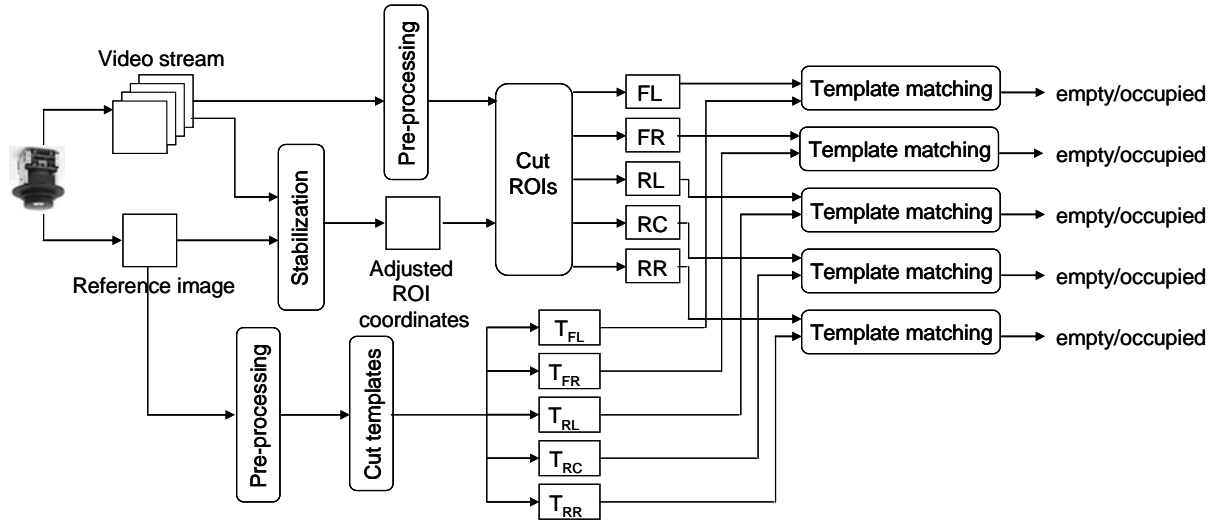 Video stream
Pre-processing
Stabilization
Reference image
Adjusted
ROI
coordinates
Cut
ROIs
FL
FR
RL
RC
RR
Template matching
empty/occupied
Template matching
empty/occupied
Template matching
empty/occupied
Template matching
empty/occupied
Template matching
empty/occupied
Pre-processing
Cut templates
TFL
TFR
TRL
TRC
TRR